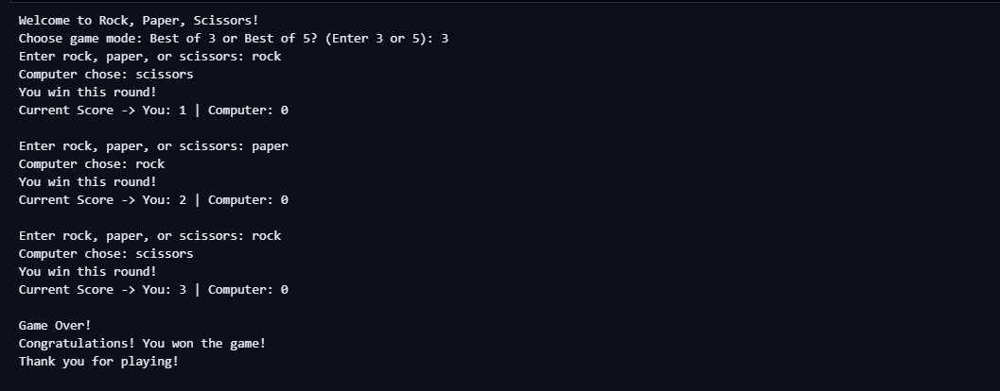 Welcome to Rock, Paper, Scissors!
Choose game mode: Best of 3 or Best of 5? (Enter 3 or 5): 3
Enter rock, paper, or scissors: rock
Computer chose: scissors
You win this round!
Current Score -> You: 1 | Computer: 0
Enter rock, paper, or scissors: paper
Computer chose: rock
You win this round!
Current Score -> You: 2 | Computer: 0
Enter rock, paper, or scissors: rock
Computer chose: scissors
You win this round!
Current Score -> You: 3 | Computer: 0
Game Over!
Congratulations! You won the game!
Thank you for playing!